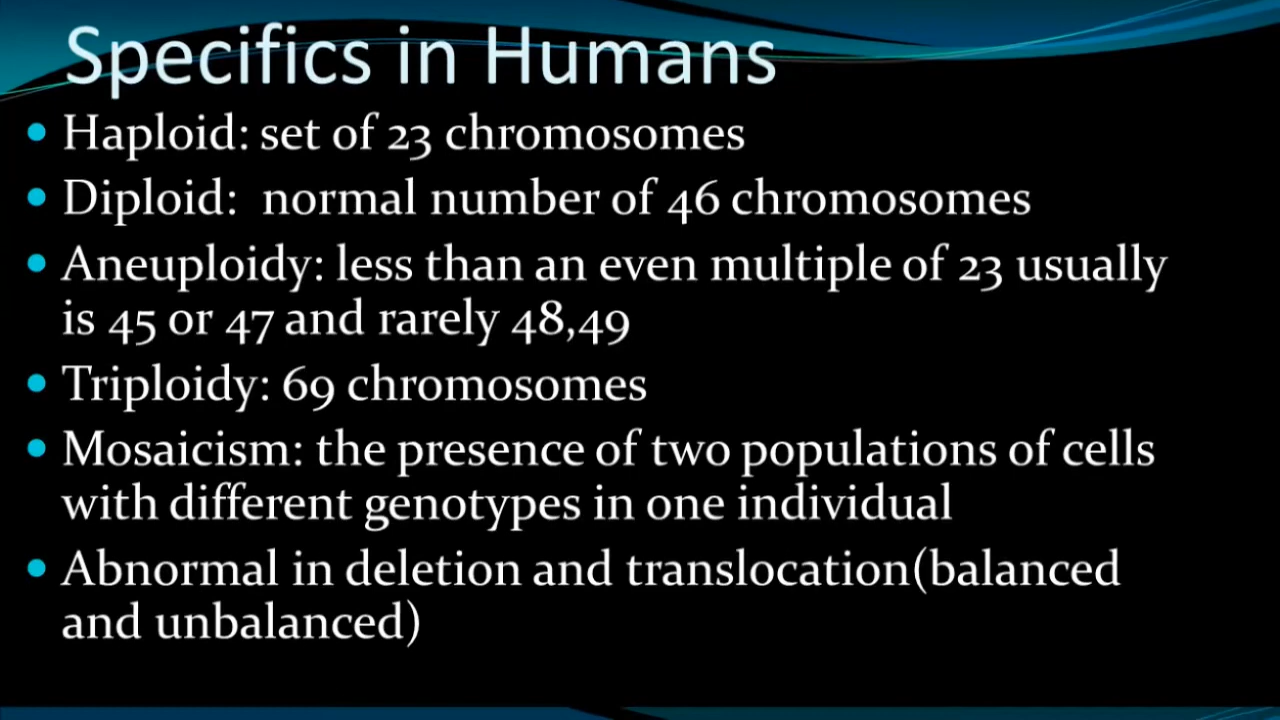 Specifics in Humans
• Haploid: set of 23 chromosomes
• Diploid:  normal number of 46 chromosomes
• Aneuploidy: less than an even multiple of 23 usually
is 45 or 47 and rarely 48,49
• Triploidy: 69 chromosomes
• Mosaicism: the presence of two populations of cells
with different genotypes in one individual
• Abnormal in deletion and translocation(balanced
and unbalanced)